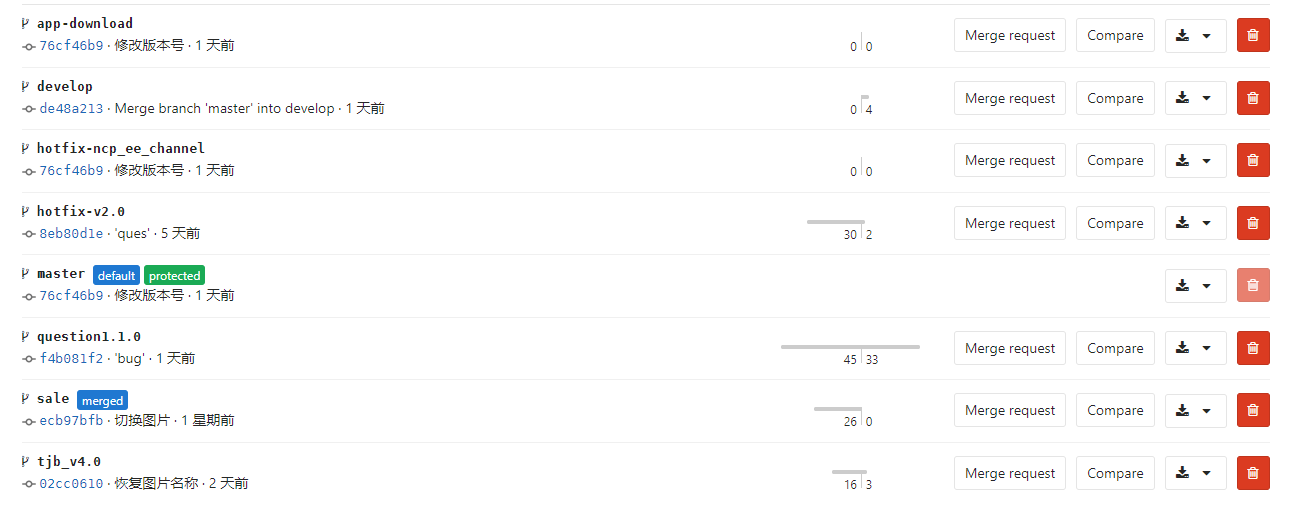 app-download
76cf46b9 · 修改版本号 · 1 天前
0 0
Merge request Compare
develop
de48a213 · Merge branch 'master' into develop · 1 天前
0 4
Merge request Compare
hotfix-ncp_ee_channel
76cf46b9 · 修改版本号 · 1 天前
0 0
Merge request Compare
hotfix-v2.0
8eb80d1e · 'ques' · 5 天前
30 2
Merge request Compare
master default protected
76cf46b9 · 修改版本号 · 1 天前
question1.1.0
f4b081f2 · 'bug' · 1 天前
45 33
Merge request Compare
sale merged
ecb97bfb · 切换图片 · 1 星期前
26 0
Merge request Compare
tjb_v4.0
02cc0610 · 恢复图片名称 · 2 天前
16 3
Merge request Compare